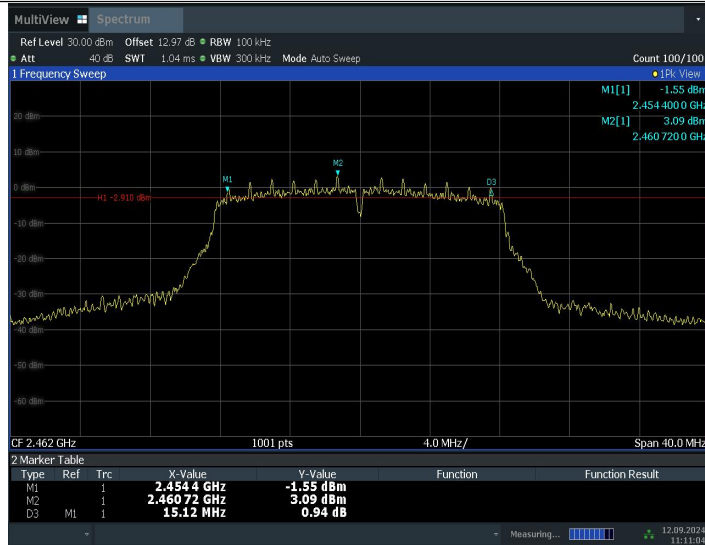 MultiView Spectrum
Ref Level 30.00 dBm Offset 12.97 dB RBW 100 kHz
Att 40 dB SWT 1.04 ms VBW 300 kHz Mode Auto Sweep Count 100/100
1 Frequency Sweep 1Pk View
M1[1] -1.55 dBm
2.454 400 0 GHz
M2[1] 3.09 dBm
2.460 720 0 GHz
20 dBm
10 dBm
M2
M1
D3
0 dBm
H1 -2.910 dBm
-10 dBm
-20 dBm
-30 dBm
-40 dBm
-50 dBm
-60 dBm
CF 2.462 GHz 1001 pts 4.0 MHz/ Span 40.0 MHz
2 Marker Table
Type Ref Trc X-Value Y-Value Function Function Result
M1 1 2.4544 GHz -1.55 dBm
M2 1 2.46072 GHz 3.09 dBm
D3 M1 1 15.12 MHz 0.94 dB
Measuring... 12.09.2024
11:11:04